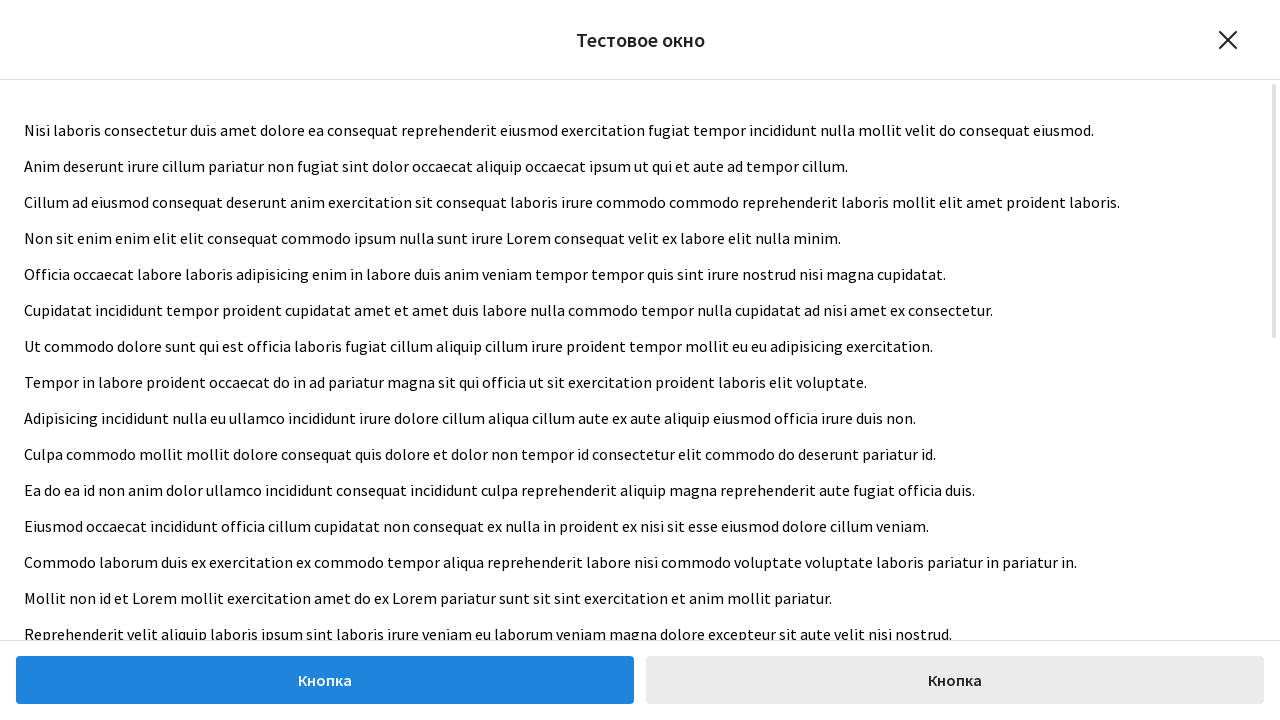 Тестовое окно
Nisi laboris consectetur duis amet dolore ea consequat reprehenderit eiusmod exercitation fugiat tempor incididunt nulla mollit velit do consequat eiusmod.
Anim deserunt irure cillum pariatur non fugiat sint dolor occaecat aliquip occaecat ipsum ut qui et aute ad tempor cillum.
Cillum ad eiusmod consequat deserunt anim exercitation sit consequat laboris irure commodo commodo reprehenderit laboris mollit elit amet proident laboris.
Non sit enim enim elit elit consequat commodo ipsum nulla sunt irure Lorem consequat velit ex labore elit nulla minim.
Officia occaecat labore laboris adipisicing enim in labore duis anim veniam tempor tempor quis sint irure nostrud nisi magna cupidatat.
Cupidatat incididunt tempor proident cupidatat amet et amet duis labore nulla commodo tempor nulla cupidatat ad nisi amet ex consectetur.
Ut commodo dolore sunt qui est officia laboris fugiat cillum aliquip cillum irure proident tempor mollit eu eu adipisicing exercitation.
Tempor in labore proident occaecat do in ad pariatur magna sit qui officia ut sit exercitation proident laboris elit voluptate.
Adipisicing incididunt nulla eu ullamco incididunt irure dolore cillum aliqua cillum aute ex aute aliquip eiusmod officia irure duis non.
Culpa commodo mollit mollit dolore consequat quis dolore et dolor non tempor id consectetur elit commodo do deserunt pariatur id.
Ea do ea id non anim dolor ullamco incididunt consequat incididunt culpa reprehenderit aliquip magna reprehenderit aute fugiat officia duis.
Eiusmod occaecat incididunt officia cillum cupidatat non consequat ex nulla in proident ex nisi sit esse eiusmod dolore cillum veniam.
Commodo laborum duis ex exercitation ex commodo tempor aliqua reprehenderit labore nisi commodo voluptate voluptate laboris pariatur in pariatur in.
Mollit non id et Lorem mollit exercitation amet do ex Lorem pariatur sunt sit sint exercitation et anim mollit pariatur.
Reprehenderit velit aliquip laboris ipsum sint laboris irure veniam eu laborum veniam magna dolore excepteur sit aute velit nisi nostrud.
Кнопка
Кнопка